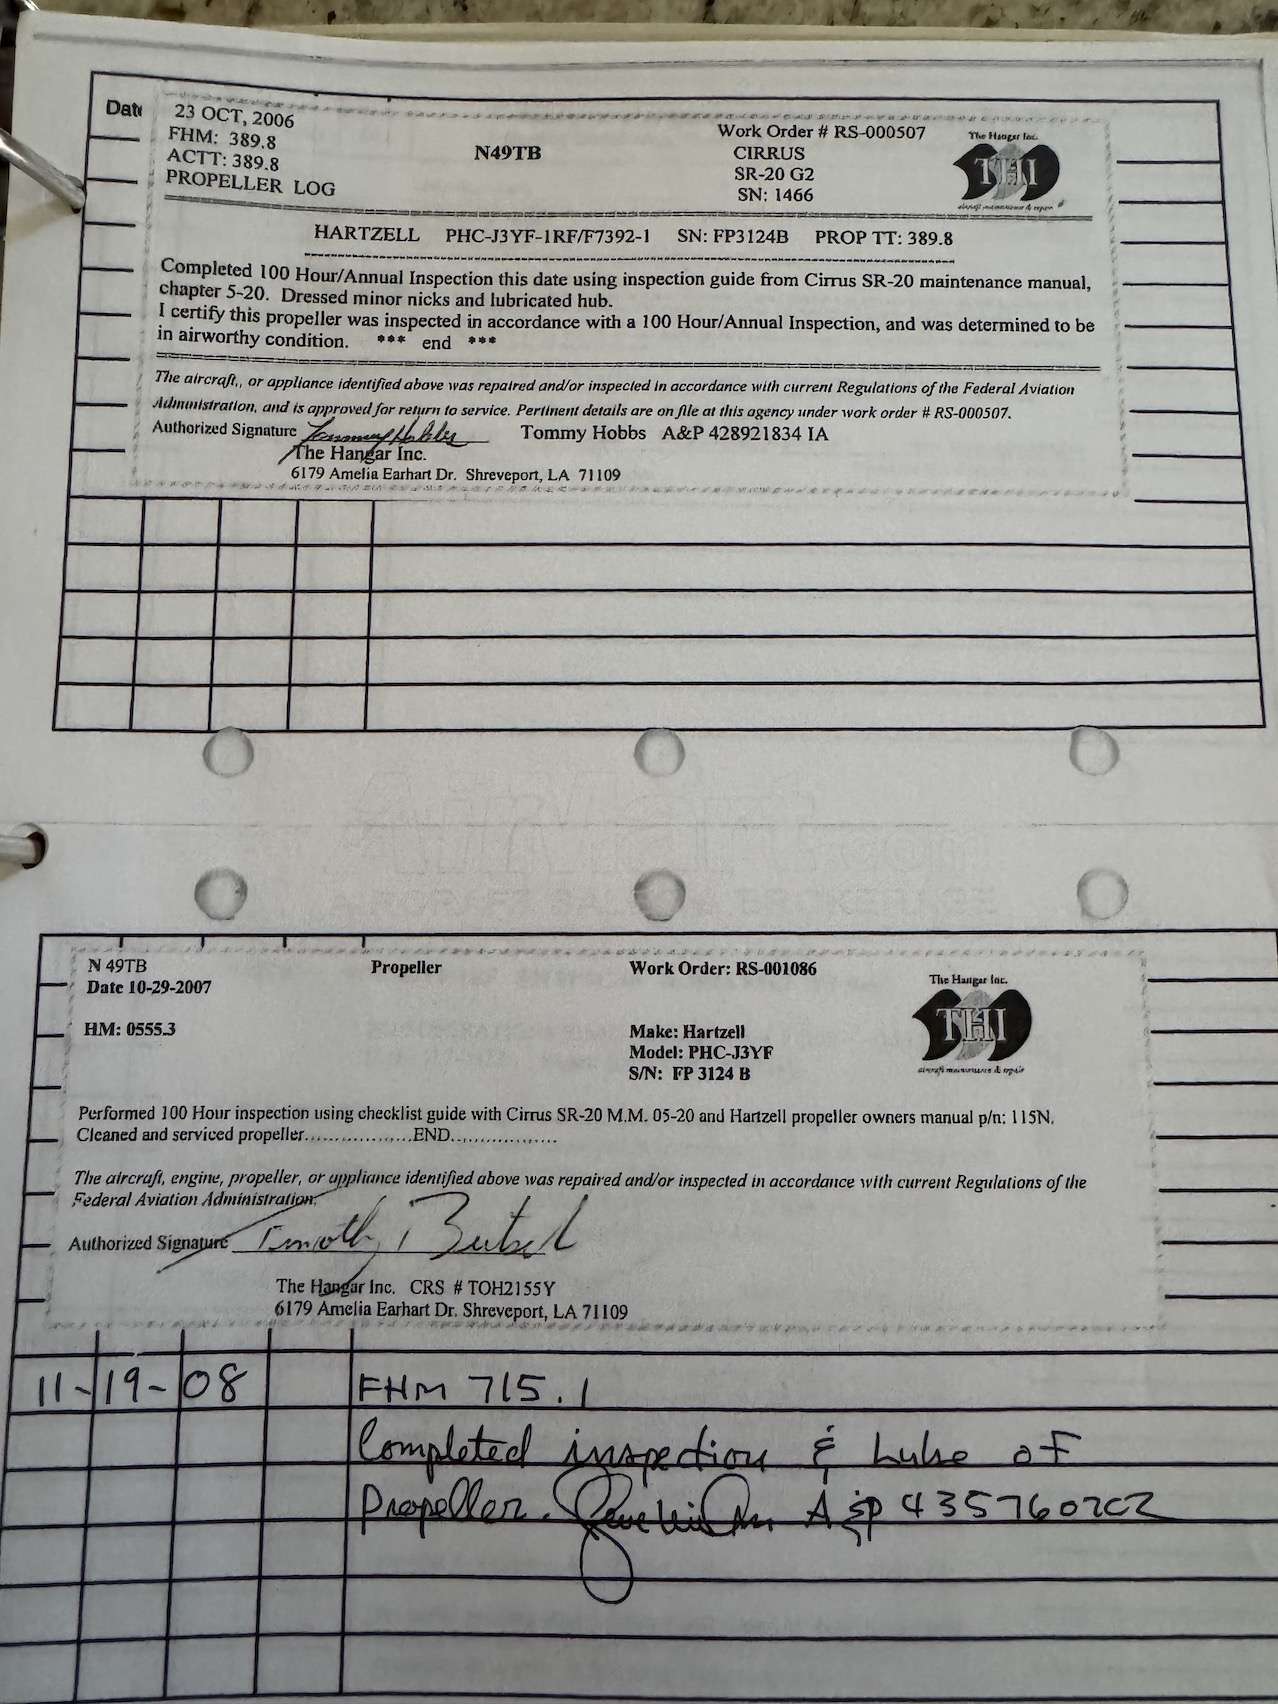 Date
23 OCT, 2006
FHM: 389.8
ACTT: 389.8
PROPELLER LOG
N49TB
Work Order # RS-000507
CIRRUS
SR-20 G2
SN: 1466
The Hangar Inc.
THI
aircraft maintenance & repair
HARTZELL PHC-J3YF-1RF/F7392-1 SN: FP3124B PROP TT: 389.8
Completed 100 Hour/Annual Inspection this date using inspection guide from Cirrus SR-20 maintenance manual,
chapter 5-20. Dressed minor nicks and lubricated hub.
I certify this propeller was inspected in accordance with a 100 Hour/Annual Inspection, and was determined to be
in airworthy condition. *** end ***
The aircraft,, or appliance identified above was repaired and/or inspected in accordance with current Regulations of the Federal Aviation
Administration, and is approved for return to service. Pertinent details are on file at this agency under work order # RS-000507.
Authorized Signature Tommy Hobbs Tommy Hobbs A&P 428921834 IA
The Hangar Inc.
6179 Amelia Earhart Dr. Shreveport, LA 71109
N 49TB
Date 10-29-2007
HM: 0555.3
Propeller
Work Order: RS-001086
Make: Hartzell
Model: PHC-J3YF
S/N: FP 3124 B
The Hangar Inc.
THI
aircraft maintenance & repair
Performed 100 Hour inspection using checklist guide with Cirrus SR-20 M.M. 05-20 and Hartzell propeller owners manual p/n: 115N.
Cleaned and serviced propeller..................END..................
The aircraft, engine, propeller, or appliance identified above was repaired and/or inspected in accordance with current Regulations of the
Federal Aviation Administration.
Authorized Signature Timothy
The Hangar Inc. CRS # TOH2155Y
6179 Amelia Earhart Dr. Shreveport, LA 71109
11-19-08 FHM 715.1
Completed inspection & Lube of
Propeller. A&P 435760202